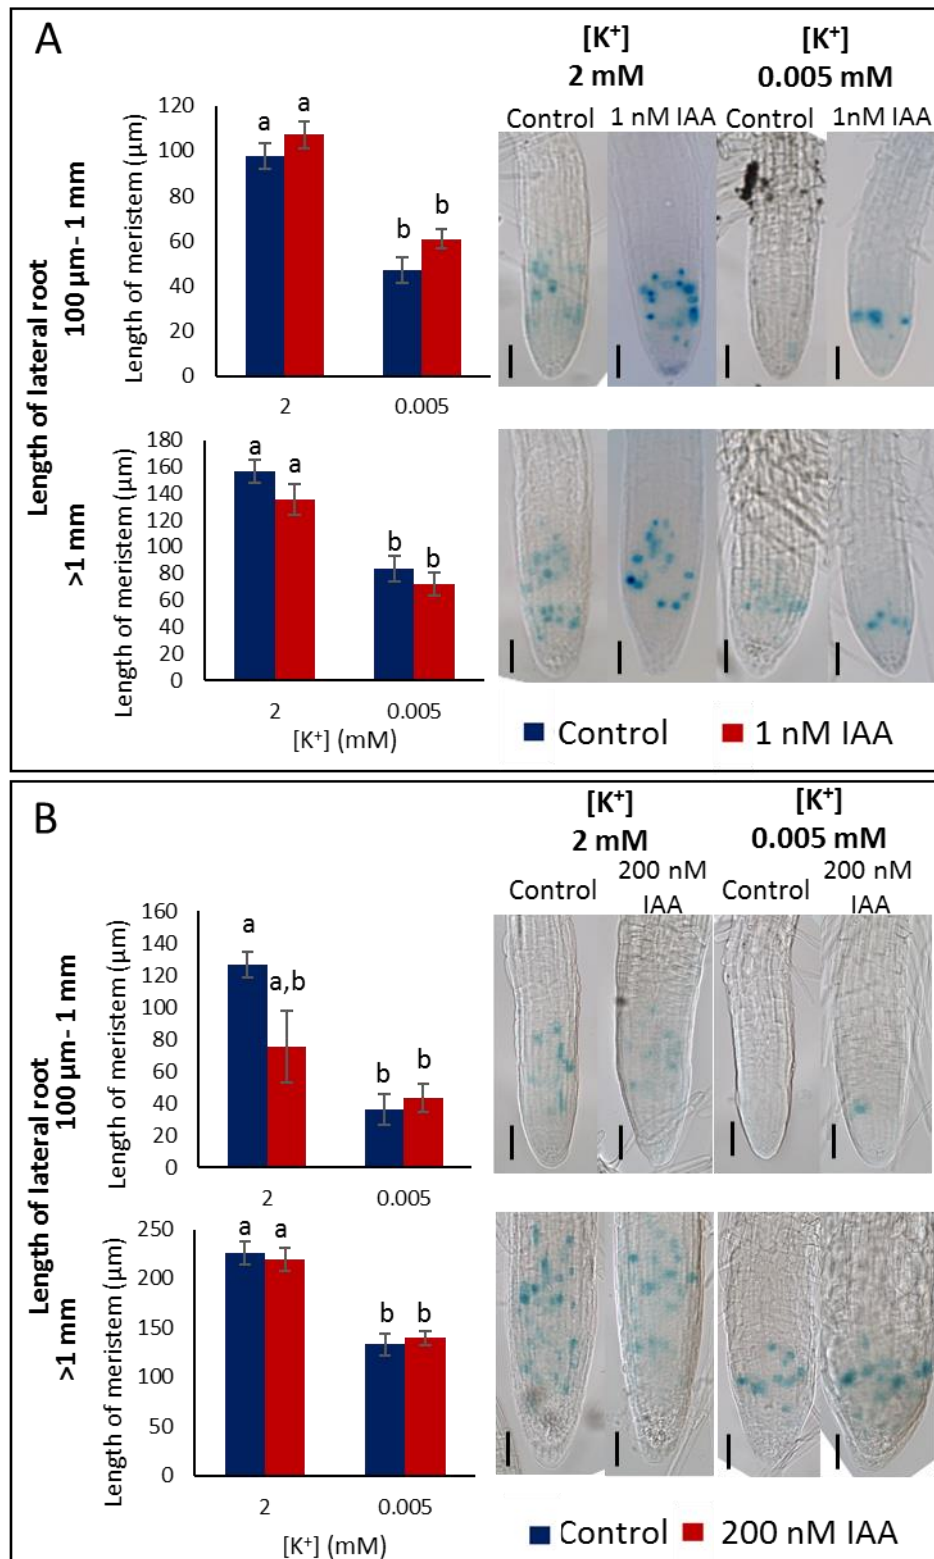 A
[K⁺]
2 mM
[K⁺]
0.005 mM
Control
1 nM IAA
Control
1nM IAA
Length of lateral root
100 µm- 1 mm
Length of meristem (µm)
120
100
80
60
40
20
0
a
a
b
b
2
0.005
>1 mm
Length of meristem (µm)
180
160
140
120
100
80
60
40
20
0
a
a
b
b
2
0.005
[K⁺] (mM)
Control
1 nM IAA
B
[K⁺]
2 mM
[K⁺]
0.005 mM
Control
200 nM
IAA
Control
200 nM
IAA
Length of lateral root
100 µm- 1 mm
Length of meristem (µm)
160
120
80
60
40
20
0
a
a,b
b
b
2
0.005
>1 mm
Length of meristem (µm)
250
200
150
100
50
0
a
a
b
b
2
0.005
[K⁺] (mM)
Control
200 nM IAA